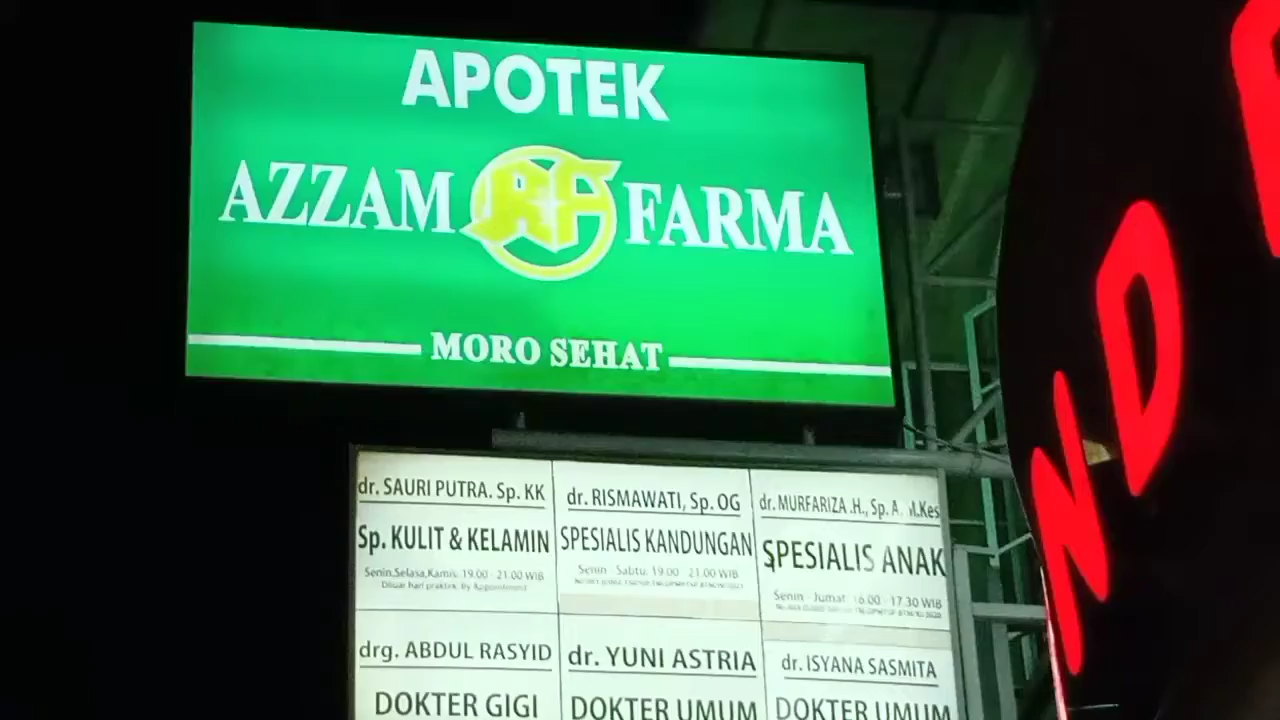 APOTEK
AZZAM AF FARMA
MORO SEHAT
dr. SAURI PUTRA. Sp. KK
Sp. KULIT & KELAMIN
Senin,Selasa,Kamis: 19.00 - 21.00 WIB
Diluar hari praktek, By Appointment
dr. RISMAWATI, Sp. OG
SPESIALIS KANDUNGAN
Senin - Sabtu: 19.00 - 21.00 WIB
dr. MURFARIZA .H., Sp. A. M.Kes
SPESIALIS ANAK
Senin - Jumat 16.00 - 17.30 WIB
drg. ABDUL RASYID
DOKTER GIGI
dr. YUNI ASTRIA
DOKTER UMUM
dr. ISYANA SASMITA
DOKTER UMUM
ND